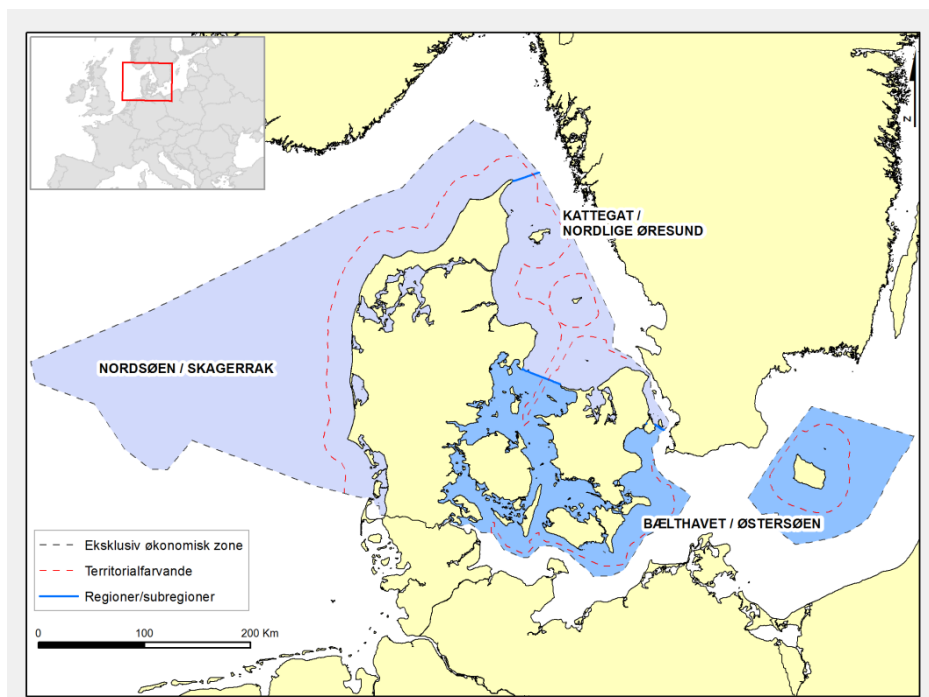 N
KATTEGAT /
NORDLIGE ØRESUND
NORDSØEN / SKAGERRAK
BÆLTHAVET / ØSTERSØEN
Eksklusiv økonomisk zone
Territorialfarvande
Regioner/subregioner
0 100 200 Km